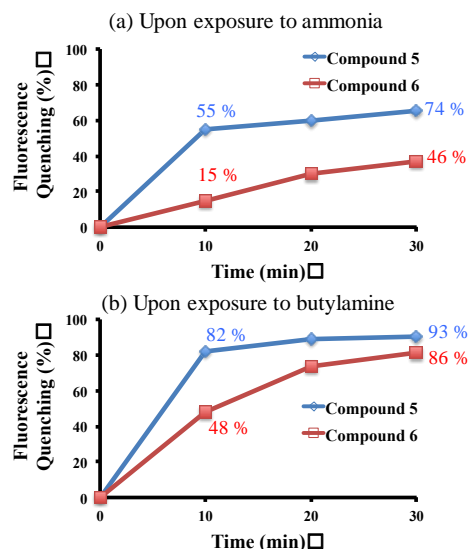 (a) Upon exposure to ammonia
Fluorescence
Quenching (%)□
100
80
60
40
20
0
Compound 5
Compound 6
55 %
74 %
15 %
46 %
0
10
20
30
Time (min)□
(b) Upon exposure to butylamine
Fluorescence
Quenching (%)□
100
80
60
40
20
0
82 %
93 %
86 %
48 %
Compound 5
Compound 6
0
10
20
30
Time (min)□